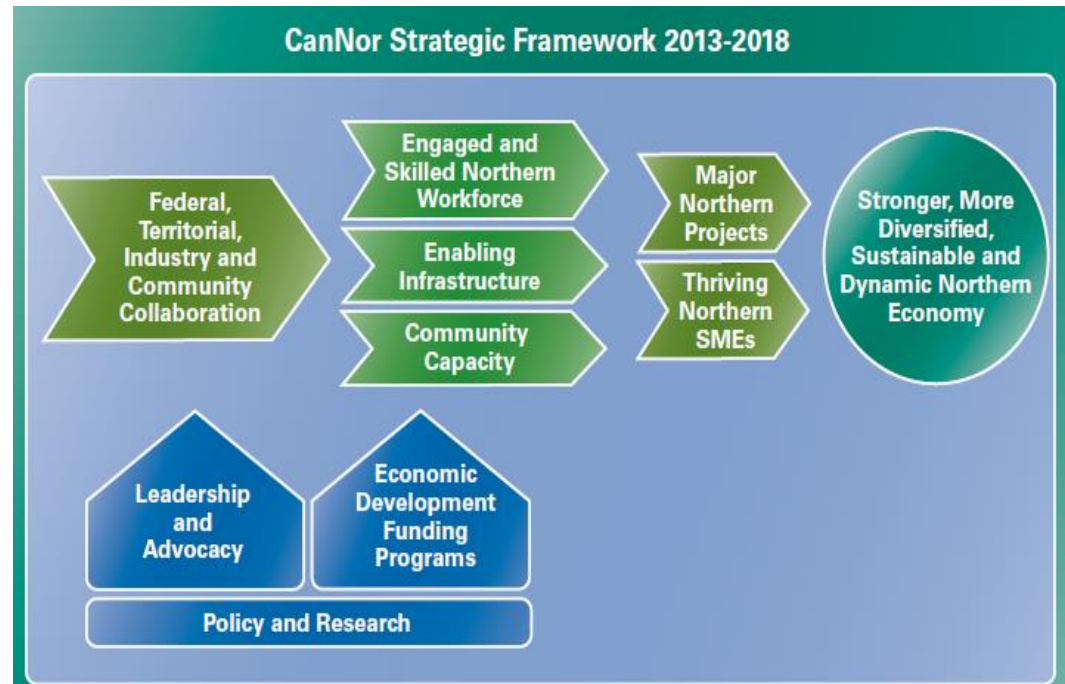 CanNor Strategic Framework 2013-2018
Federal,
Territorial,
Industry and
Community
Collaboration
Engaged and
Skilled Northern
Workforce
Enabling
Infrastructure
Community
Capacity
Major
Northern
Projects
Thriving
Northern
SMEs
Stronger, More
Diversified,
Sustainable and
Dynamic Northern
Economy
Leadership
and
Advocacy
Economic
Development
Funding
Programs
Policy and Research